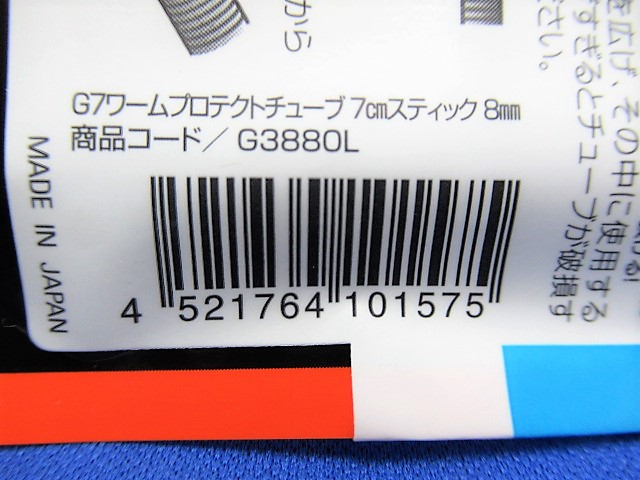 から
を広げ、その中に使用する
すぎるとチューブが破損す
ださい。
G7ワームプロテクトチューブ 7cmスティック 8mm
商品コード/ G3880L
MADE IN JAPAN
4 521764 101575